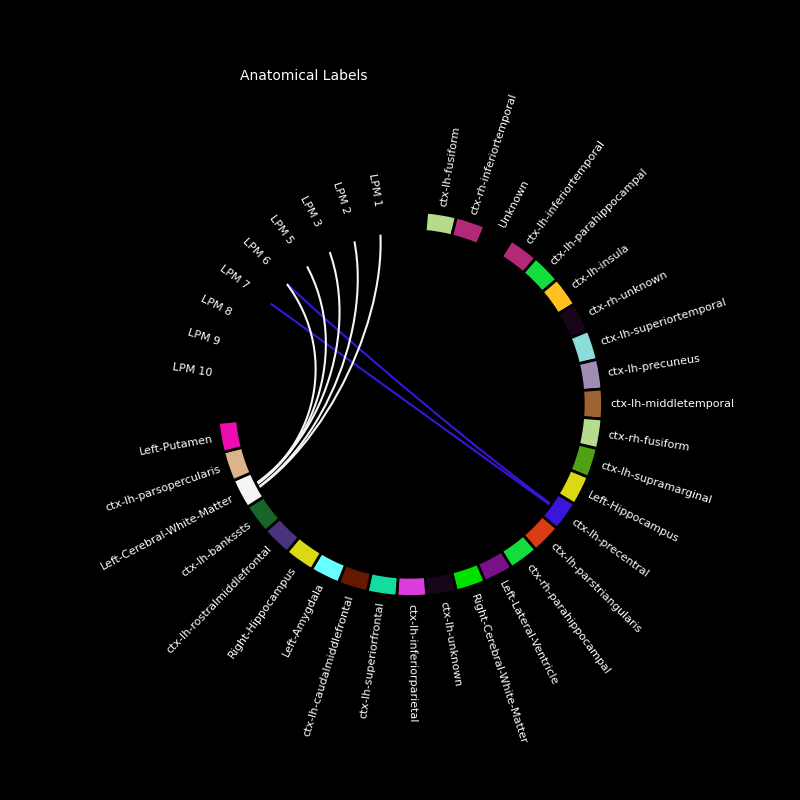 Anatomical Labels
ctx-lh-fusiform
ctx-rh-inferiortemporal
Unknown
ctx-lh-inferiortemporal
ctx-lh-parahippocampal
ctx-lh-insula
ctx-rh-unknown
ctx-lh-superiortemporal
ctx-lh-precuneus
ctx-lh-middletemporal
ctx-rh-fusiform
ctx-lh-supramarginal
Left-Hippocampus
ctx-lh-precentral
ctx-lh-parstriangularis
ctx-rh-parahippocampal
Left-Lateral-Ventricle
Right-Cerebral-White-Matter
ctx-lh-unknown
ctx-lh-inferiorparietal
ctx-lh-superiorfrontal
ctx-lh-caudalmiddlefrontal
Left-Amygdala
Right-Hippocampus
ctx-lh-rostralmiddlefrontal
ctx-lh-bankssts
Left-Cerebral-White-Matter
ctx-lh-parsopercularis
Left-Putamen
LPM 10
LPM 9
LPM 8
LPM 7
LPM 6
LPM 5
LPM 3
LPM 2
LPM 1